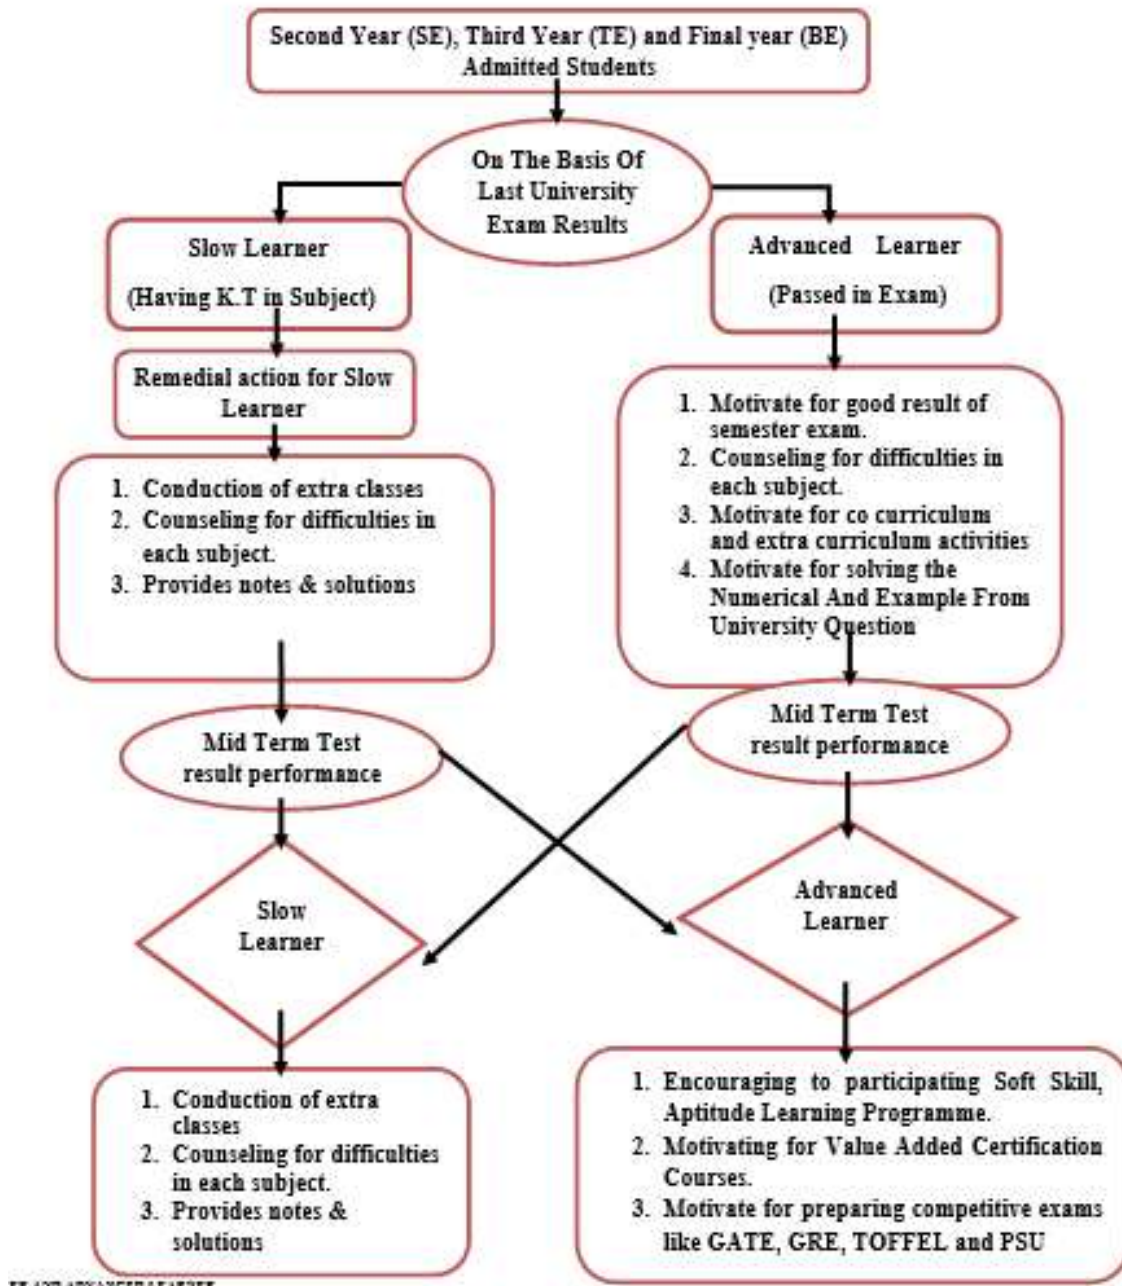 Second Year (SE), Third Year (TE) and Final year (BE)
Admitted Students
On The Basis Of
Last University
Exam Results
Slow Learner
(Having K.T in Subject)
Advanced Learner
(Passed in Exam)
Remedial action for Slow
Learner
1. Conduction of extra classes
2. Counseling for difficulties in
each subject.
3. Provides notes & solutions
1. Motivate for good result of
semester exam.
2. Counseling for difficulties in
each subject.
3. Motivate for co curriculum
and extra curriculum activities
4. Motivate for solving the
Numerical And Example From
University Question
Mid Term Test
result performance
Mid Term Test
result performance
Slow
Learner
Advanced
Learner
1. Conduction of extra
classes
2. Counseling for difficulties
in each subject.
3. Provides notes &
solutions
1. Encouraging to participating Soft Skill,
Aptitude Learning Programme.
2. Motivating for Value Added Certification
Courses.
3. Motivate for preparing competitive exams
like GATE, GRE, TOFFEL and PSU